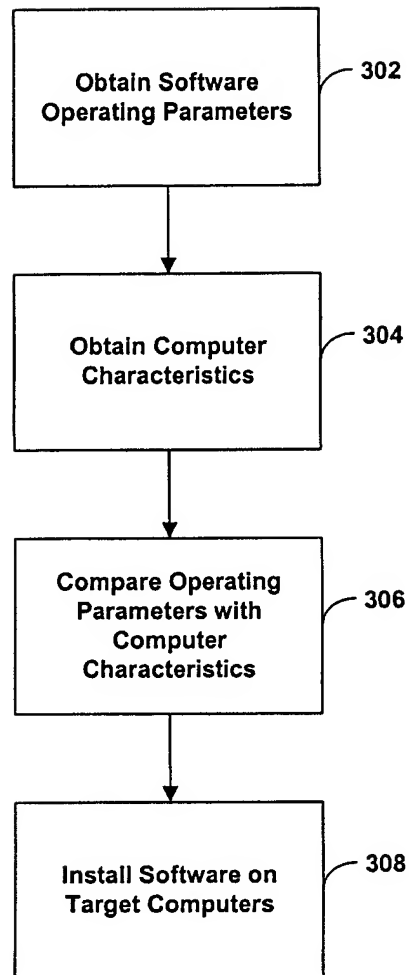 Obtain Software
Operating Parameters
302
Obtain Computer
Characteristics
304
Compare Operating
Parameters with
Computer
Characteristics
306
Install Software on
Target Computers
308